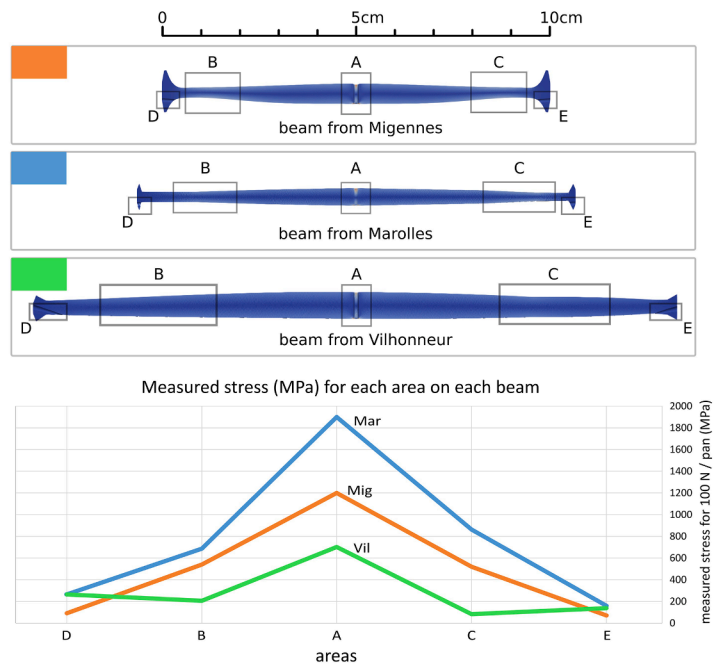 0 5cm 10cm
B A C
D E
beam from Migennes
B A C
D E
beam from Marolles
B A C
D E
beam from Vilhonneur
Measured stress (MPa) for each area on each beam
2000
1800
1600
1400
1200
1000
800
600
400
200
0
measured stress for 100 N / pan (MPa)
Mar
Mig
Vil
D B A C E
areas